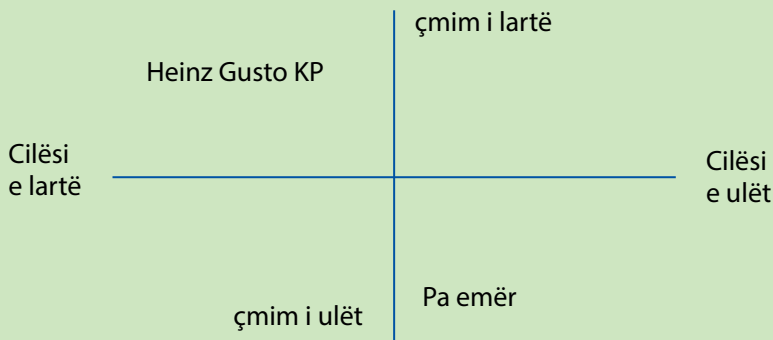 çmim i lartë
Heinz Gusto KP
Cilësi
e lartë
Cilësi
e ulët
Pa emër
çmim i ulët